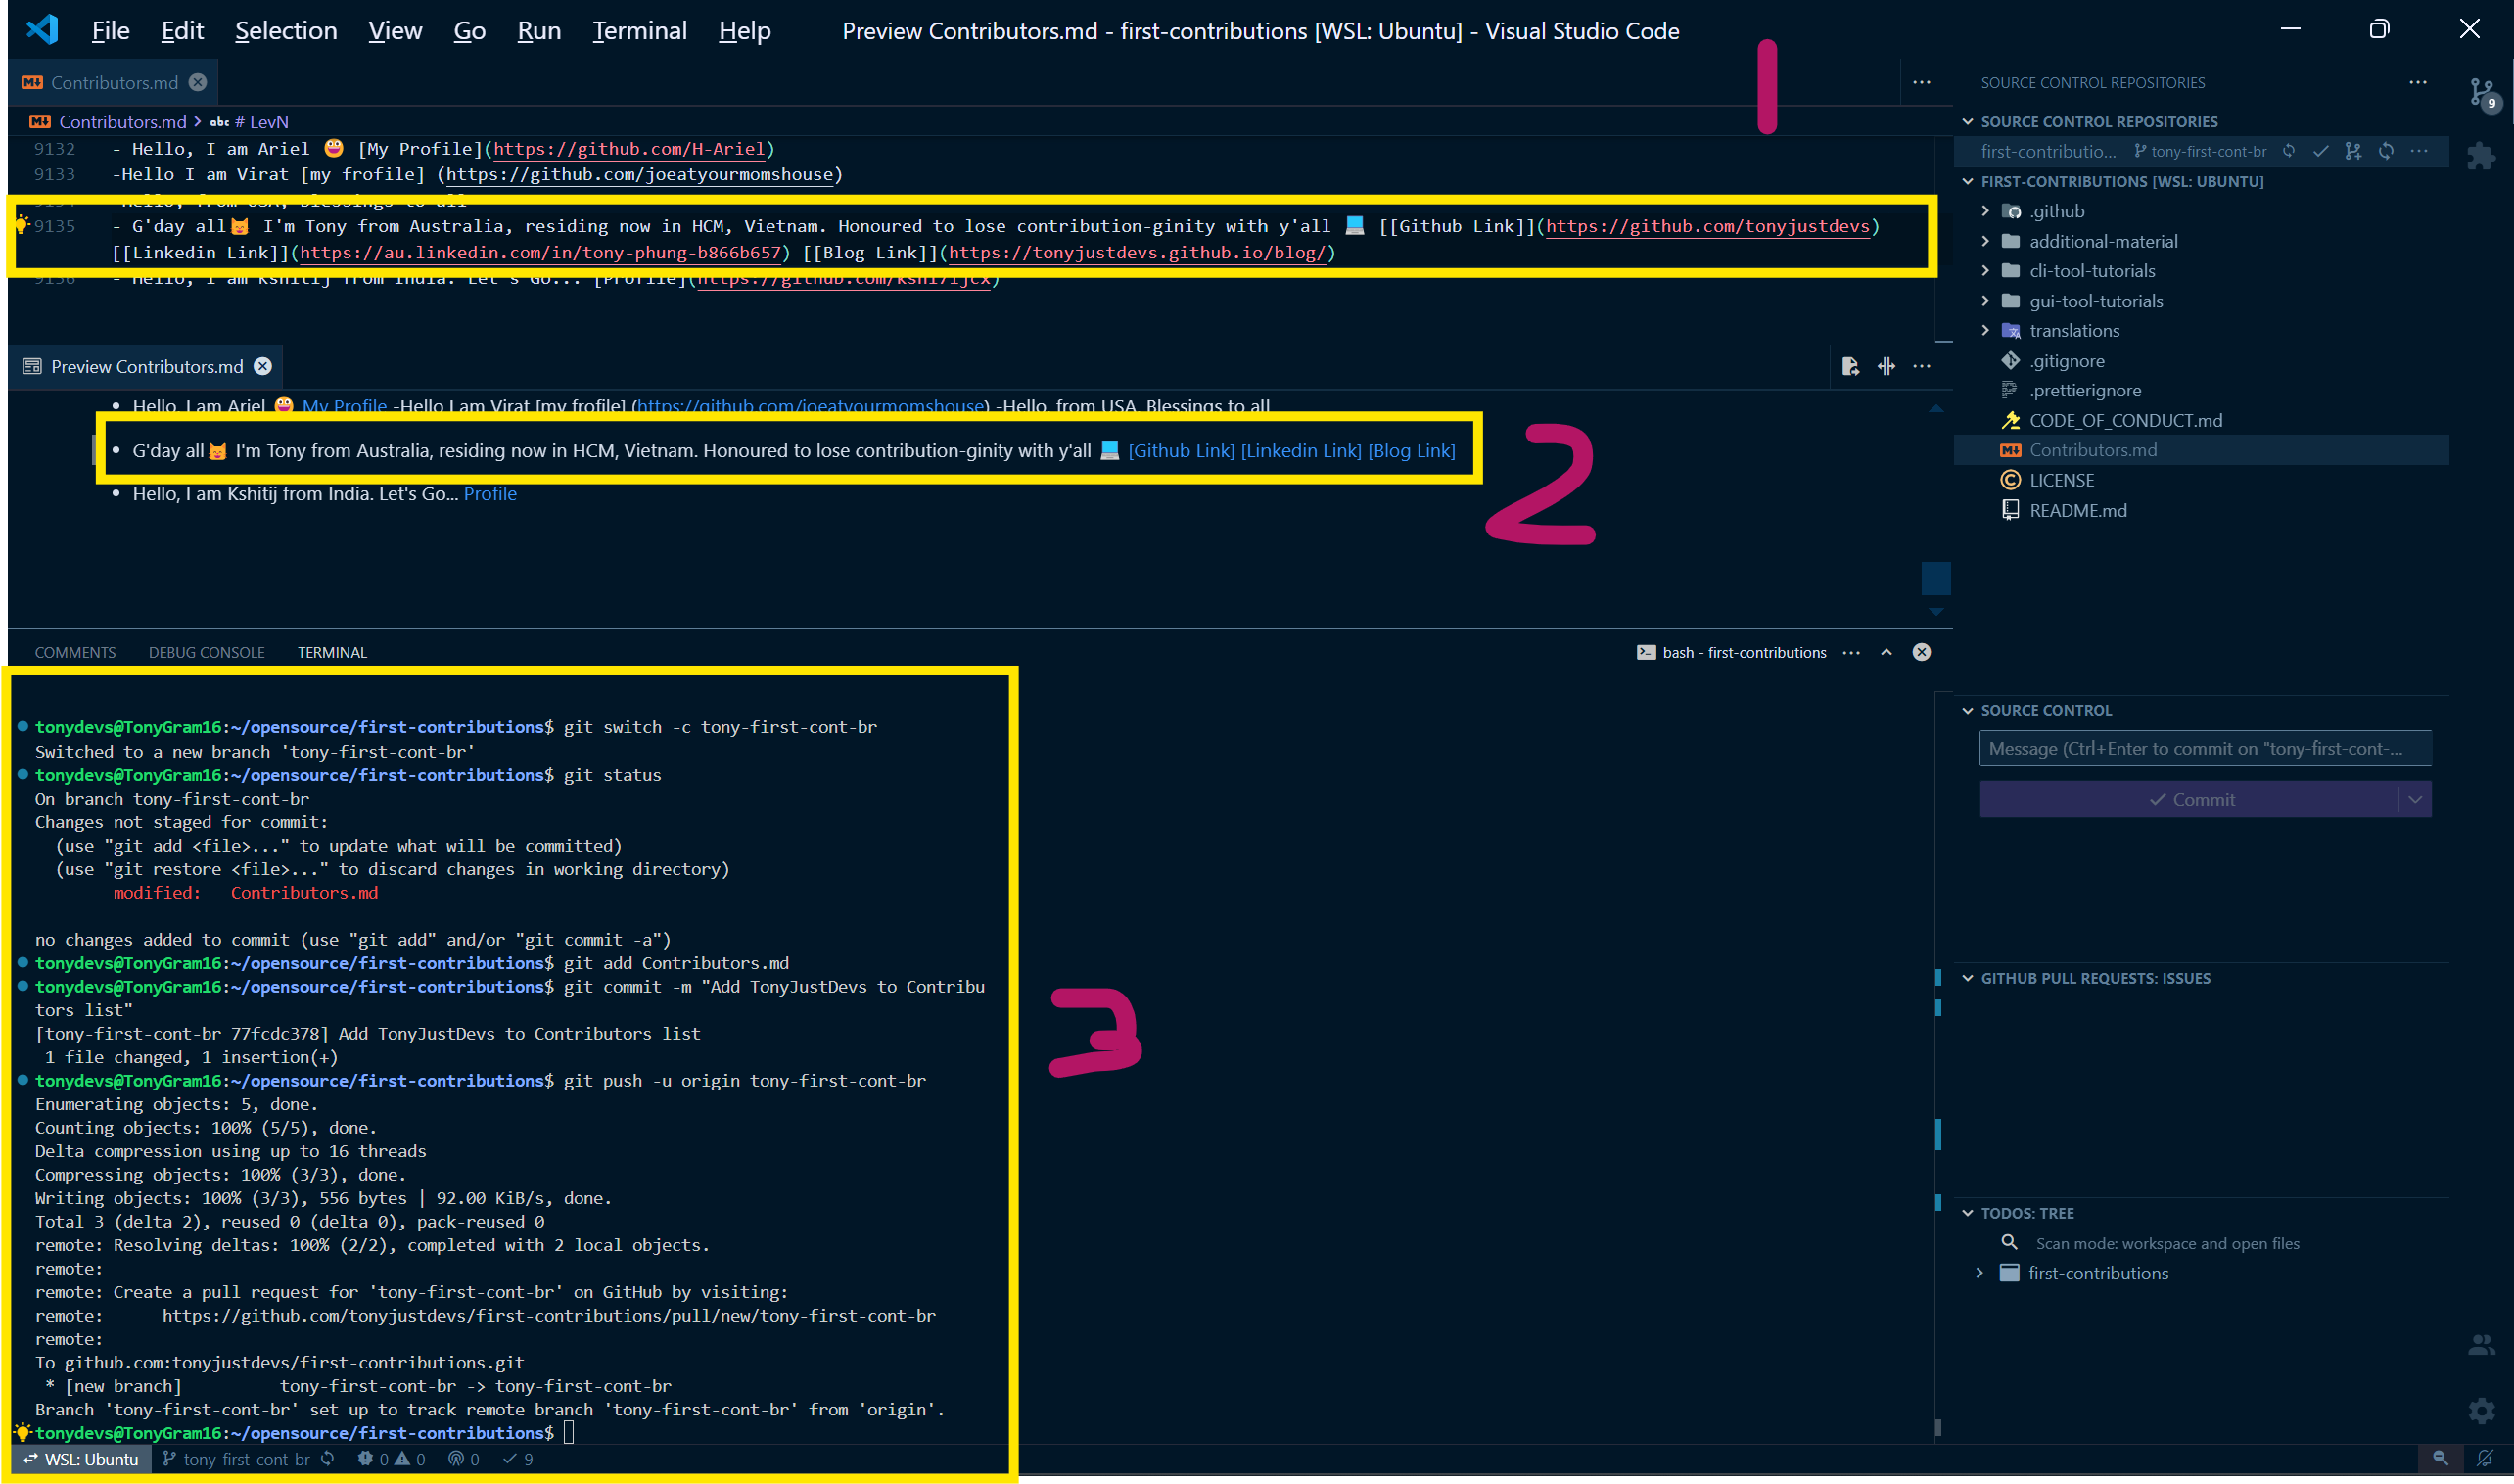 File Edit Selection View Go Run Terminal Help
Preview Contributors.md - first-contributions [WSL: Ubuntu] - Visual Studio Code
1
Contributors.md
Contributors.md > abc # LevN
9132 - Hello, I am Ariel 😀 [My Profile](https://github.com/H-Ariel)
9133 -Hello I am Virat [my frofile] (https://github.com/joeatyourmomshouse)
9135 - G'day all😼 I'm Tony from Australia, residing now in HCM, Vietnam. Honoured to lose contribution-ginity with y'all 💻 [[Github Link]](https://github.com/tonyjustdevs)
[[Linkedin Link]](https://au.linkedin.com/in/tony-phung-b866b657) [[Blog Link]](https://tonyjustdevs.github.io/blog/)
9136 - Hello, I am Kshitij from India. Let's Go... [Profile](https://github.com/kshi7ijcx)
Preview Contributors.md
• Hello, I am Ariel 😀 My Profile -Hello I am Virat [my frofile] (https://github.com/joeatyourmomshouse) -Hello, from USA, Blessings to all
• G'day all😼 I'm Tony from Australia, residing now in HCM, Vietnam. Honoured to lose contribution-ginity with y'all 💻 [Github Link] [Linkedin Link] [Blog Link]
• Hello, I am Kshitij from India. Let's Go... Profile
2
COMMENTS DEBUG CONSOLE TERMINAL
bash - first-contributions
tonydevs@TonyGram16:~/opensource/first-contributions$ git switch -c tony-first-cont-br
Switched to a new branch 'tony-first-cont-br'
tonydevs@TonyGram16:~/opensource/first-contributions$ git status
On branch tony-first-cont-br
Changes not staged for commit:
(use "git add <file>..." to update what will be committed)
(use "git restore <file>..." to discard changes in working directory)
modified: Contributors.md
no changes added to commit (use "git add" and/or "git commit -a")
tonydevs@TonyGram16:~/opensource/first-contributions$ git add Contributors.md
tonydevs@TonyGram16:~/opensource/first-contributions$ git commit -m "Add TonyJustDevs to Contribu
tors list"
[tony-first-cont-br 77fcdc378] Add TonyJustDevs to Contributors list
1 file changed, 1 insertion(+)
tonydevs@TonyGram16:~/opensource/first-contributions$ git push -u origin tony-first-cont-br
Enumerating objects: 5, done.
Counting objects: 100% (5/5), done.
Delta compression using up to 16 threads
Compressing objects: 100% (3/3), done.
Writing objects: 100% (3/3), 556 bytes | 92.00 KiB/s, done.
Total 3 (delta 2), reused 0 (delta 0), pack-reused 0
remote: Resolving deltas: 100% (2/2), completed with 2 local objects.
remote:
remote: Create a pull request for 'tony-first-cont-br' on GitHub by visiting:
remote: https://github.com/tonyjustdevs/first-contributions/pull/new/tony-first-cont-br
remote:
To github.com:tonyjustdevs/first-contributions.git
* [new branch] tony-first-cont-br -> tony-first-cont-br
Branch 'tony-first-cont-br' set up to track remote branch 'tony-first-cont-br' from 'origin'.
tonydevs@TonyGram16:~/opensource/first-contributions$
3
WSL: Ubuntu tony-first-cont-br 0 0 0 9
SOURCE CONTROL REPOSITORIES
SOURCE CONTROL REPOSITORIES
first-contributio... tony-first-cont-br
FIRST-CONTRIBUTIONS [WSL: UBUNTU]
.github
additional-material
cli-tool-tutorials
gui-tool-tutorials
translations
.gitignore
.prettierignore
CODE_OF_CONDUCT.md
Contributors.md
LICENSE
README.md
SOURCE CONTROL
Message (Ctrl+Enter to commit on "tony-first-cont-...
Commit
GITHUB PULL REQUESTS: ISSUES
TODOS: TREE
Scan mode: workspace and open files
first-contributions
9